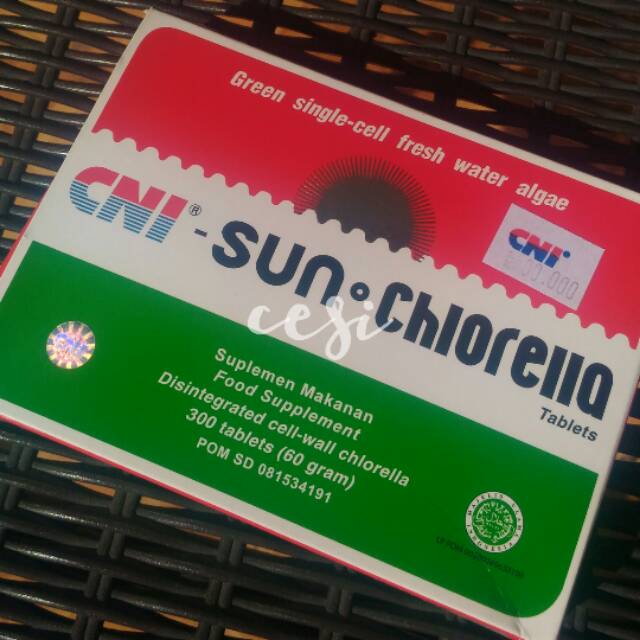 Green single-cell fresh water algae
CNI® - SUN Chlorella
Tablets
CNI
cesi
Suplemen Makanan
Food Supplement
Disintegrated cell-wall chlorella
300 tablets (60 gram)
POM SD 081534191